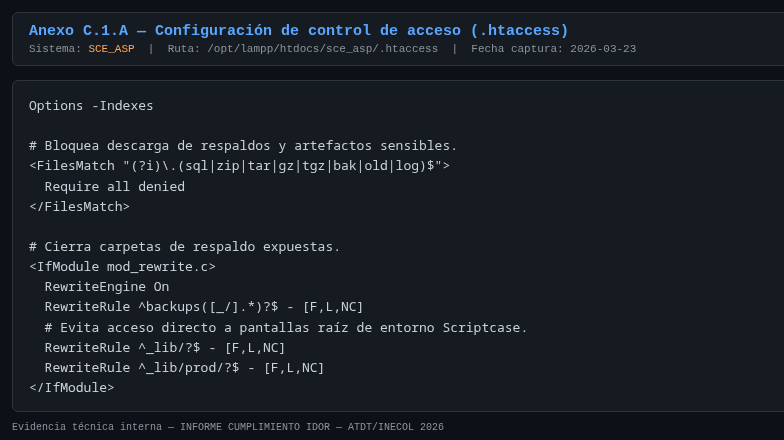 Anexo C.1.A — Configuración de control de acceso (.htaccess)
Sistema: SCE_ASP | Ruta: /opt/lampp/htdocs/sce_asp/.htaccess | Fecha captura: 2026-03-23
Options -Indexes
# Bloquea descarga de respaldos y artefactos sensibles.
<FilesMatch "(?i)\.(sql|zip|tar|gz|tgz|bak|old|log)$">
  Require all denied
</FilesMatch>
# Cierra carpetas de respaldo expuestas.
<IfModule mod_rewrite.c>
  RewriteEngine On
  RewriteRule ^backups([_/].*)?$ - [F,L,NC]
  # Evita acceso directo a pantallas raíz de entorno Scriptcase.
  RewriteRule ^_lib/?$ - [F,L,NC]
  RewriteRule ^_lib/prod/?$ - [F,L,NC]
</IfModule>
Evidencia técnica interna — INFORME CUMPLIMIENTO IDOR — ATDT/INECOL 2026